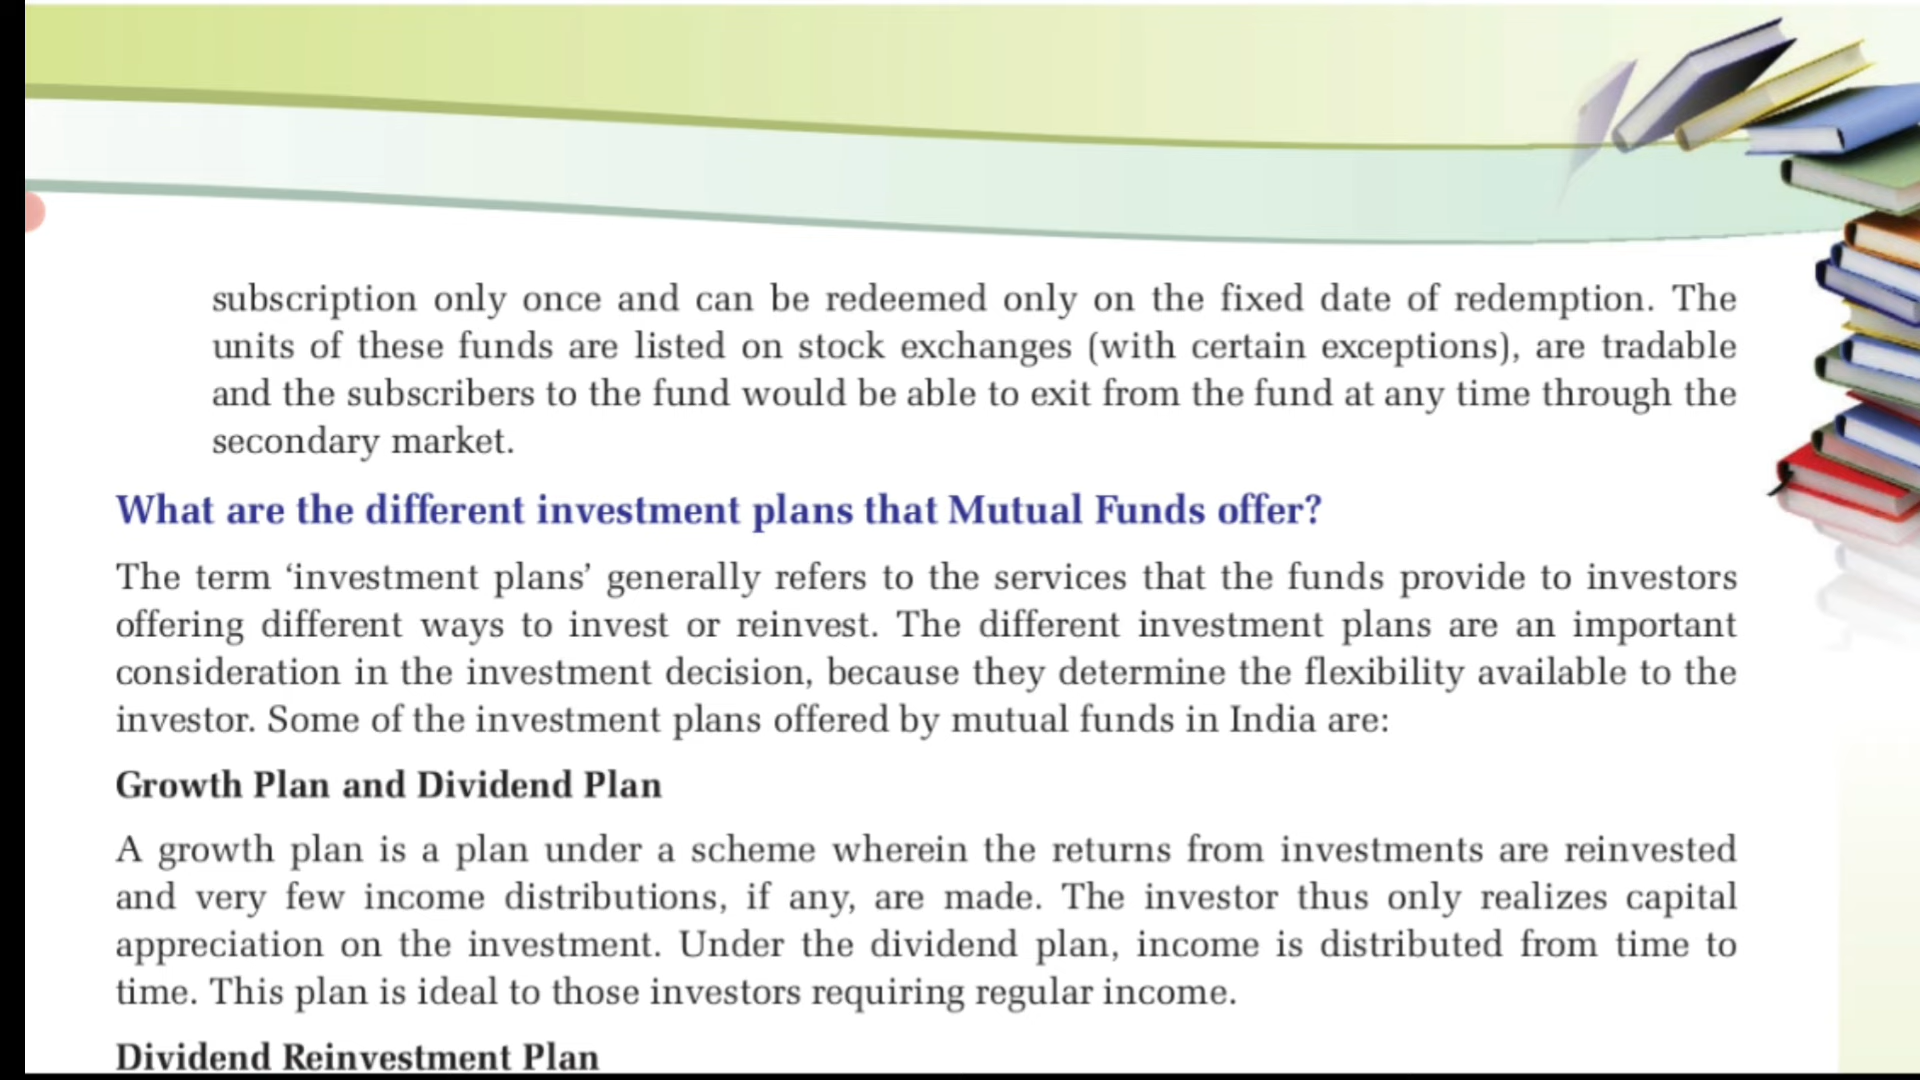 subscription only once and can be redeemed only on the fixed date of redemption. The
units of these funds are listed on stock exchanges (with certain exceptions), are tradable
and the subscribers to the fund would be able to exit from the fund at any time through the
secondary market.
What are the different investment plans that Mutual Funds offer?
The term ‘investment plans’ generally refers to the services that the funds provide to investors
offering different ways to invest or reinvest. The different investment plans are an important
consideration in the investment decision, because they determine the flexibility available to the
investor. Some of the investment plans offered by mutual funds in India are:
Growth Plan and Dividend Plan
A growth plan is a plan under a scheme wherein the returns from investments are reinvested
and very few income distributions, if any, are made. The investor thus only realizes capital
appreciation on the investment. Under the dividend plan, income is distributed from time to
time. This plan is ideal to those investors requiring regular income.
Dividend Reinvestment Plan